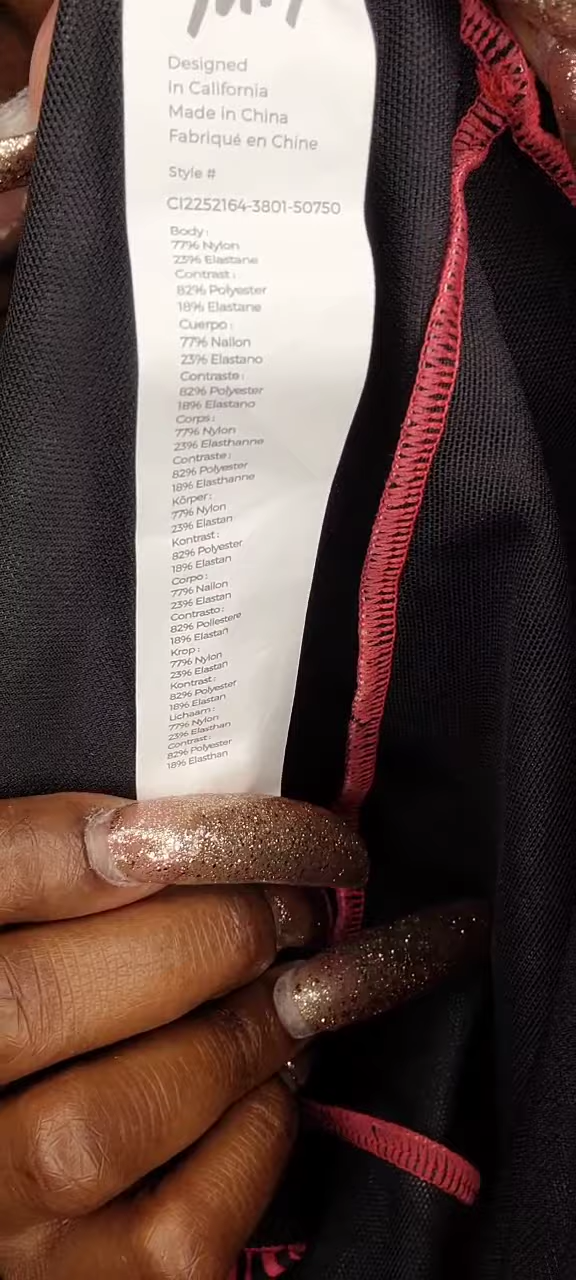 Designed
in California
Made in China
Fabriqué en Chine
Style #
CI2252164-3801-50750
Body :
77% Nylon
23% Elastane
Contrast :
82% Polyester
18% Elastane
Cuerpo :
77% Nailon
23% Elastano
Contraste :
82% Polyester
18% Elastano
Corps :
77% Nylon
23% Elasthanne
Contraste :
82% Polyester
18% Elasthanne
Körper :
77% Nylon
23% Elastan
Kontrast :
82% Polyester
18% Elastan
Corpo :
77% Nailon
23% Elastan
Contrasto :
82% Poliestere
18% Elastan
Krop :
77% Nylon
23% Elastan
Kontrast :
82% Polyester
18% Elastan
Lichaam :
77% Nylon
23% Elasthan
Contrast :
82% Polyester
18% Elasthan